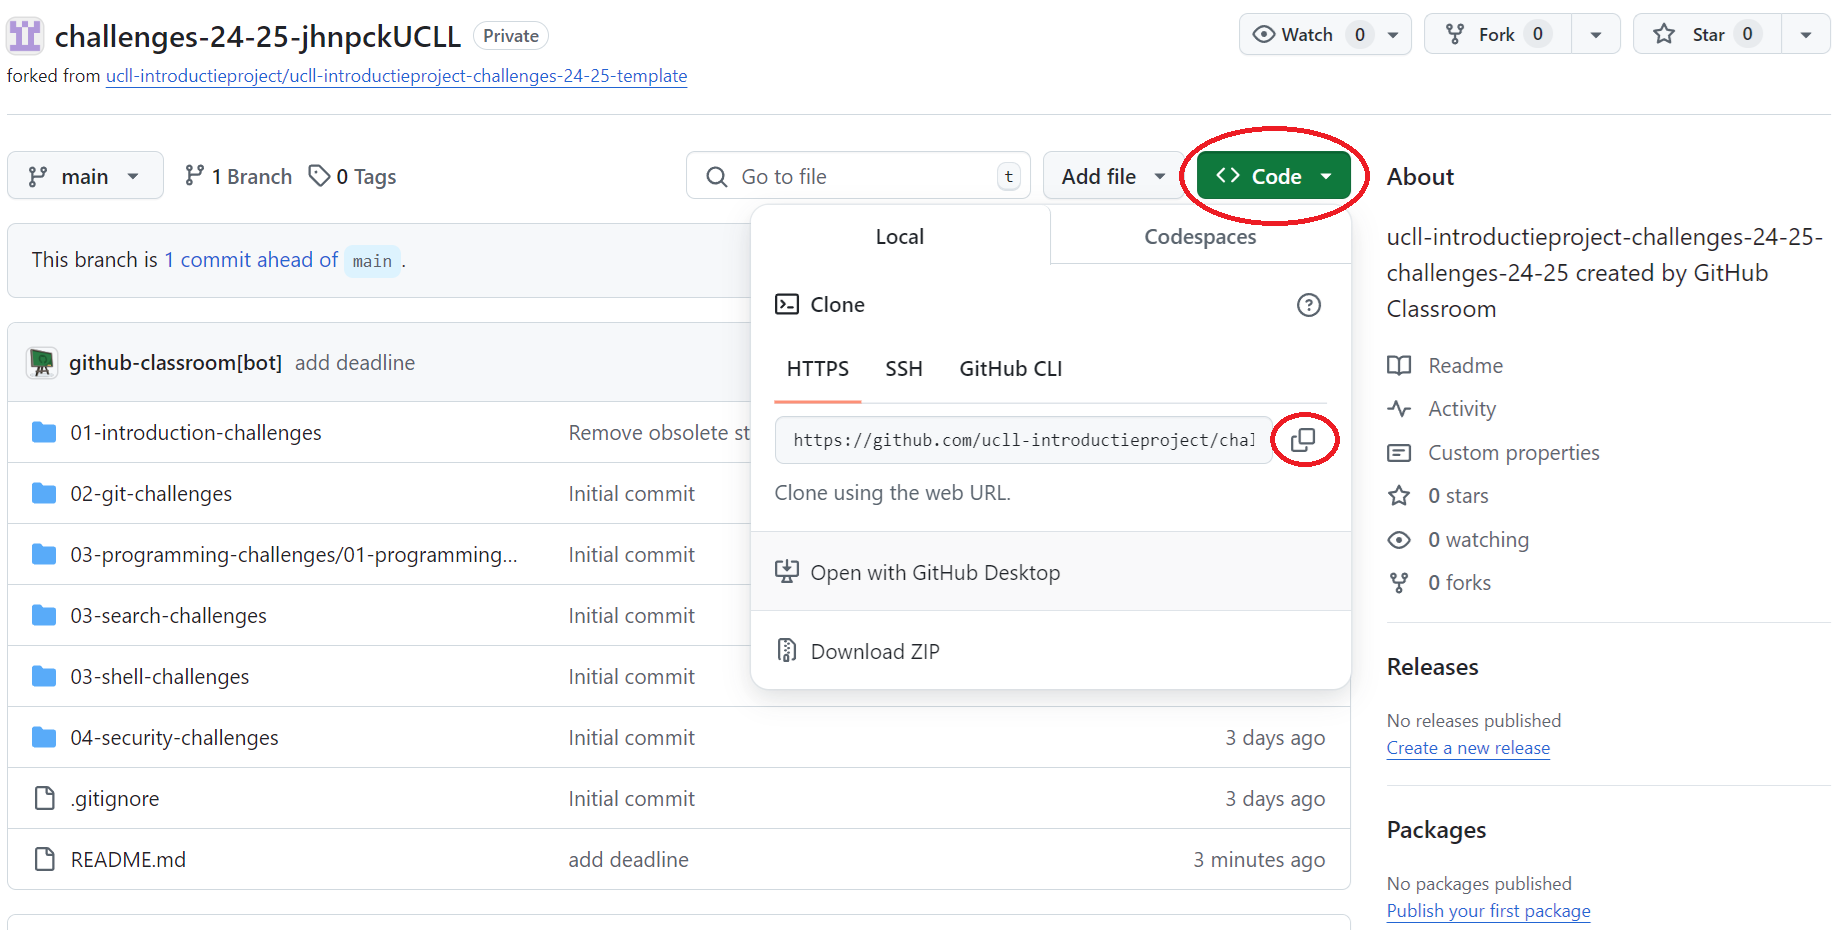 challenges-24-25-jhnpckUCLL Private
Watch 0
Fork 0
Star 0
forked from ucll-introductieproject/ucll-introductieproject-challenges-24-25-template
main
1 Branch
0 Tags
Go to file t
Add file
<> Code
Local
Codespaces
Clone
HTTPS
SSH
GitHub CLI
https://github.com/ucll-introductieproject/chal
Clone using the web URL.
Open with GitHub Desktop
Download ZIP
This branch is 1 commit ahead of main .
github-classroom[bot] add deadline
01-introduction-challenges Remove obsolete st
02-git-challenges Initial commit
03-programming-challenges/01-programming... Initial commit
03-search-challenges Initial commit
03-shell-challenges Initial commit
04-security-challenges Initial commit 3 days ago
.gitignore Initial commit 3 days ago
README.md add deadline 3 minutes ago
About
ucll-introductieproject-challenges-24-25-
challenges-24-25 created by GitHub
Classroom
Readme
Activity
Custom properties
0 stars
0 watching
0 forks
Releases
No releases published
Create a new release
Packages
No packages published
Publish your first package